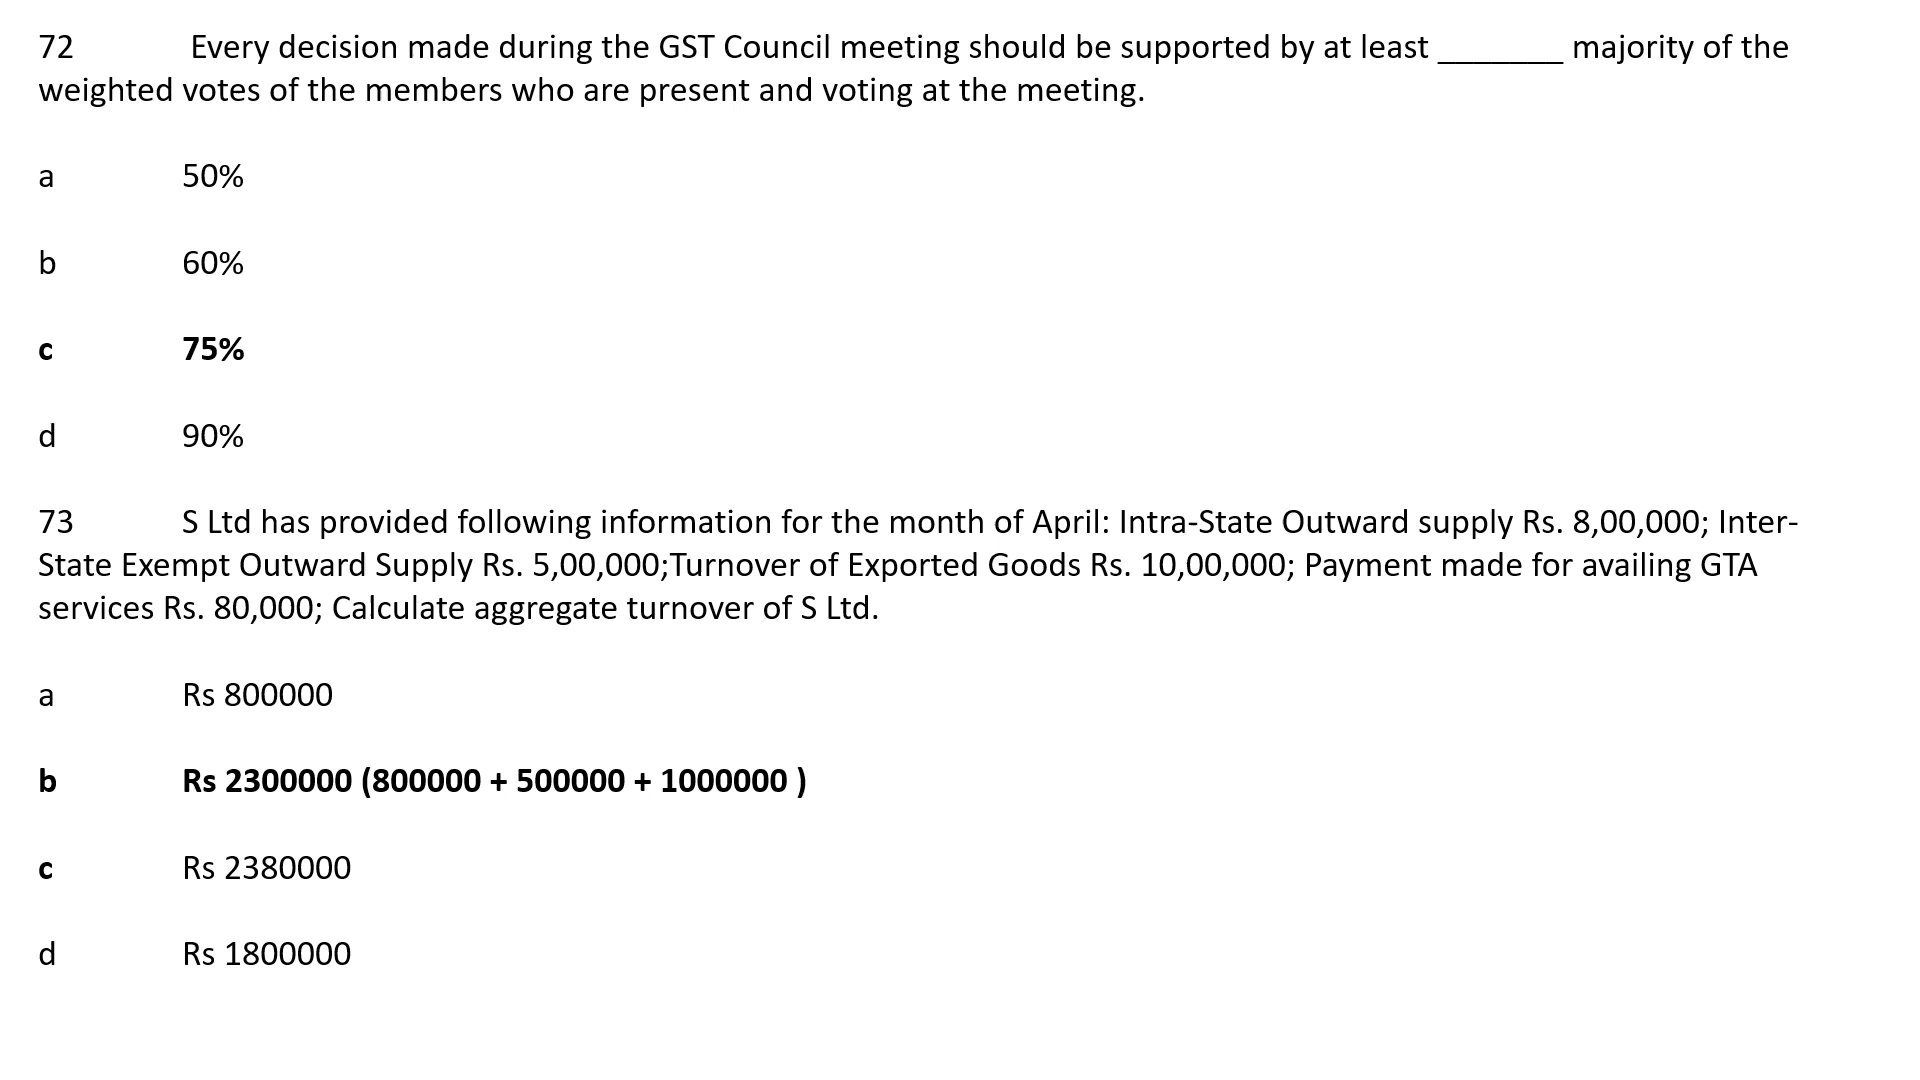 72 Every decision made during the GST Council meeting should be supported by at least _______ majority of the
weighted votes of the members who are present and voting at the meeting.
a 50%
b 60%
c 75%
d 90%
73 S Ltd has provided following information for the month of April: Intra-State Outward supply Rs. 8,00,000; Inter-
State Exempt Outward Supply Rs. 5,00,000;Turnover of Exported Goods Rs. 10,00,000; Payment made for availing GTA
services Rs. 80,000; Calculate aggregate turnover of S Ltd.
a Rs 800000
b Rs 2300000 (800000 + 500000 + 1000000 )
c Rs 2380000
d Rs 1800000